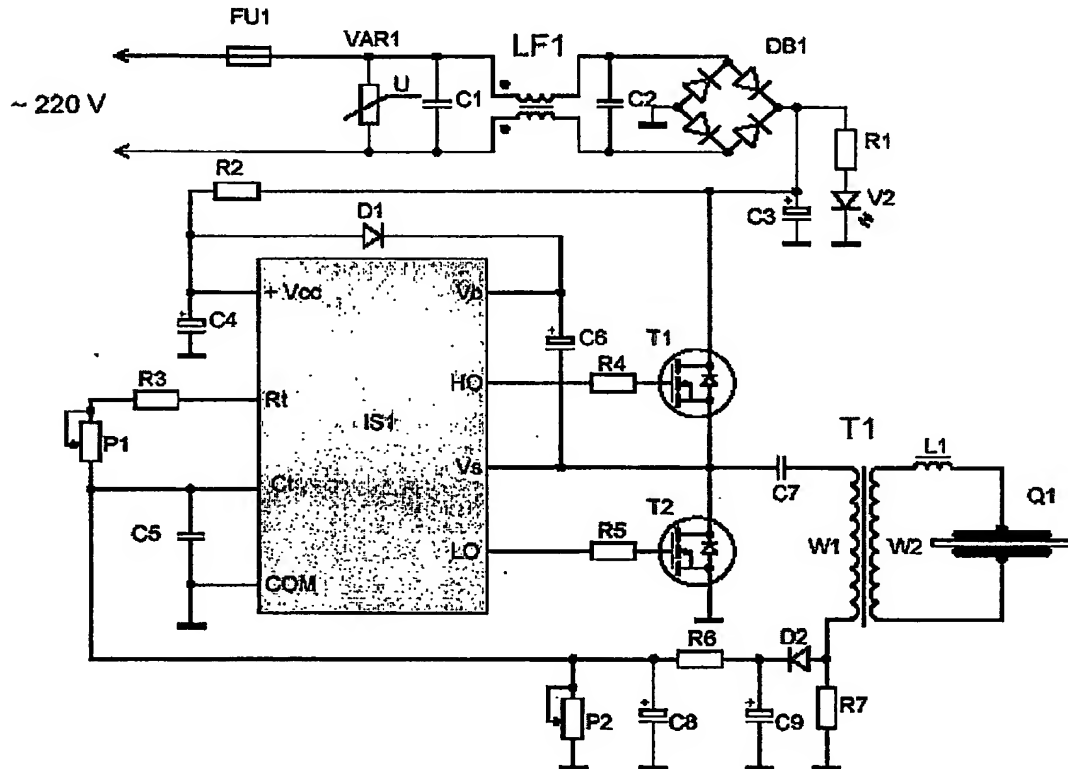 FU1
VAR1
LF1
DB1
~ 220 V
U
C1
C2
R1
R2
D1
C3
V2
+ Vcc
Vb
C4
C6
T1
R3
HO
R4
Rt
IS1
P1
Vs
T1
L1
Ct
C7
Q1
C5
T2
LO
R5
W1
W2
COM
R6
D2
P2
C8
C9
R7